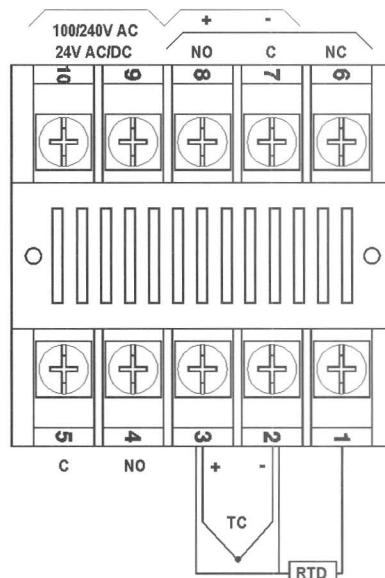 + -
100/240V AC
24V AC/DC NO C NC
10 9 8 7 6
5 4 3 2 1
C NO + -
TC
RTD